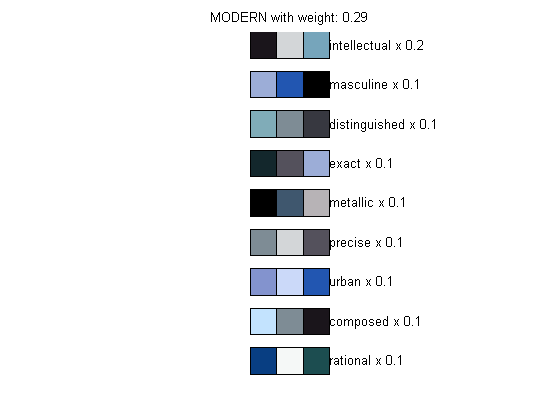 MODERN with weight: 0.29
intellectual x 0.2
masculine x 0.1
distinguished x 0.1
exact x 0.1
metallic x 0.1
precise x 0.1
urban x 0.1
composed x 0.1
rational x 0.1